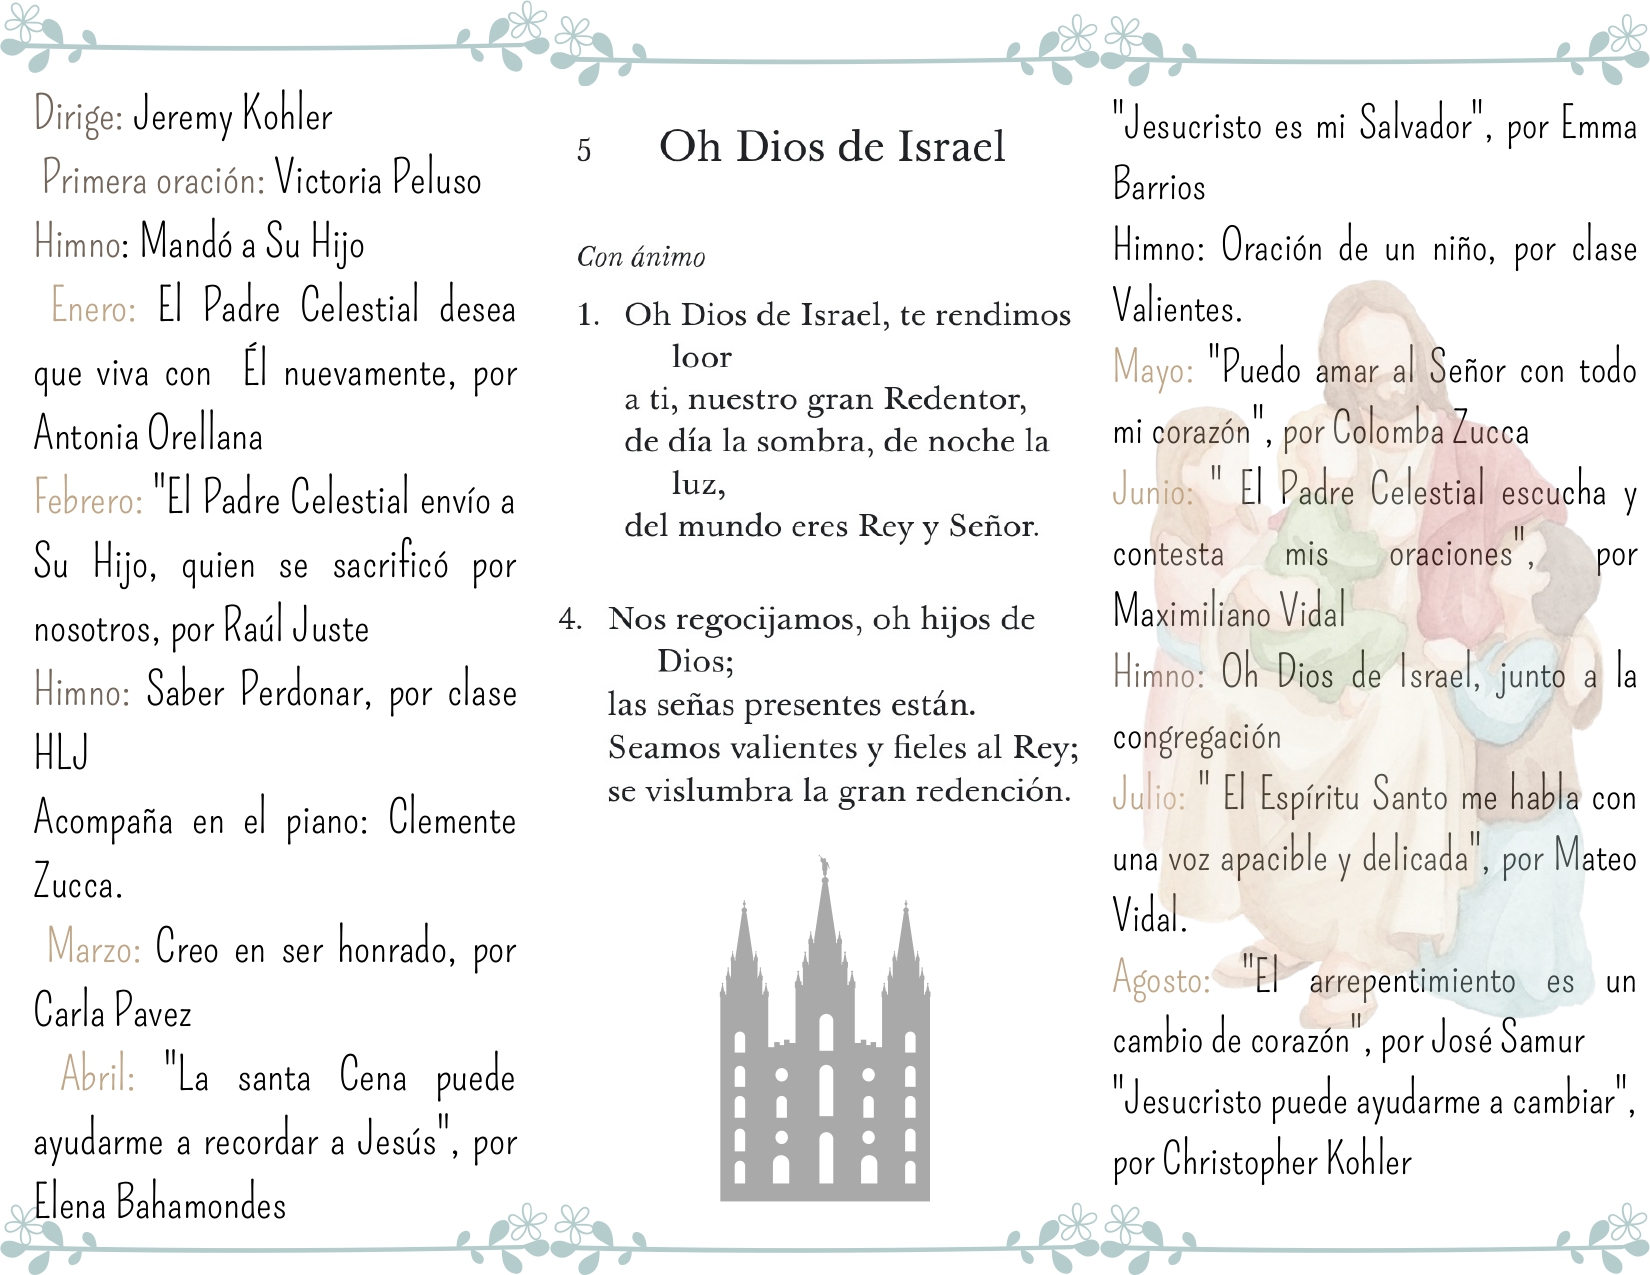 Dirige: Jeremy Kohler
Primera oración: Victoria Peluso
Himno: Mandó a Su Hijo
Enero: El Padre Celestial desea
que viva con Él nuevamente, por
Antonia Orellana
Febrero: "El Padre Celestial envío a
Su Hijo, quien se sacrificó por
nosotros, por Raúl Juste
Himno: Saber Perdonar, por clase
HLJ
Acompaña en el piano: Clemente
Zucca.
Marzo: Creo en ser honrado, por
Carla Pavez
Abril: "La santa Cena puede
ayudarme a recordar a Jesús", por
Elena Bahamondes
5 Oh Dios de Israel
Con ánimo
1. Oh Dios de Israel, te rendimos
loor
a ti, nuestro gran Redentor,
de día la sombra, de noche la
luz,
del mundo eres Rey y Señor.
4. Nos regocijamos, oh hijos de
Dios;
las señas presentes están.
Seamos valientes y fieles al Rey;
se vislumbra la gran redención.
"Jesucristo es mi Salvador", por Emma
Barrios
Himno: Oración de un niño, por clase
Valientes.
Mayo: "Puedo amar al Señor con todo
mi corazón", por Colomba Zucca
Junio: " El Padre Celestial escucha y
contesta mis oraciones", por
Maximiliano Vidal
Himno: Oh Dios de Israel, junto a la
congregación
Julio: " El Espíritu Santo me habla con
una voz apacible y delicada", por Mateo
Vidal.
Agosto: "El arrepentimiento es un
cambio de corazón", por José Samur
"Jesucristo puede ayudarme a cambiar",
por Christopher Kohler